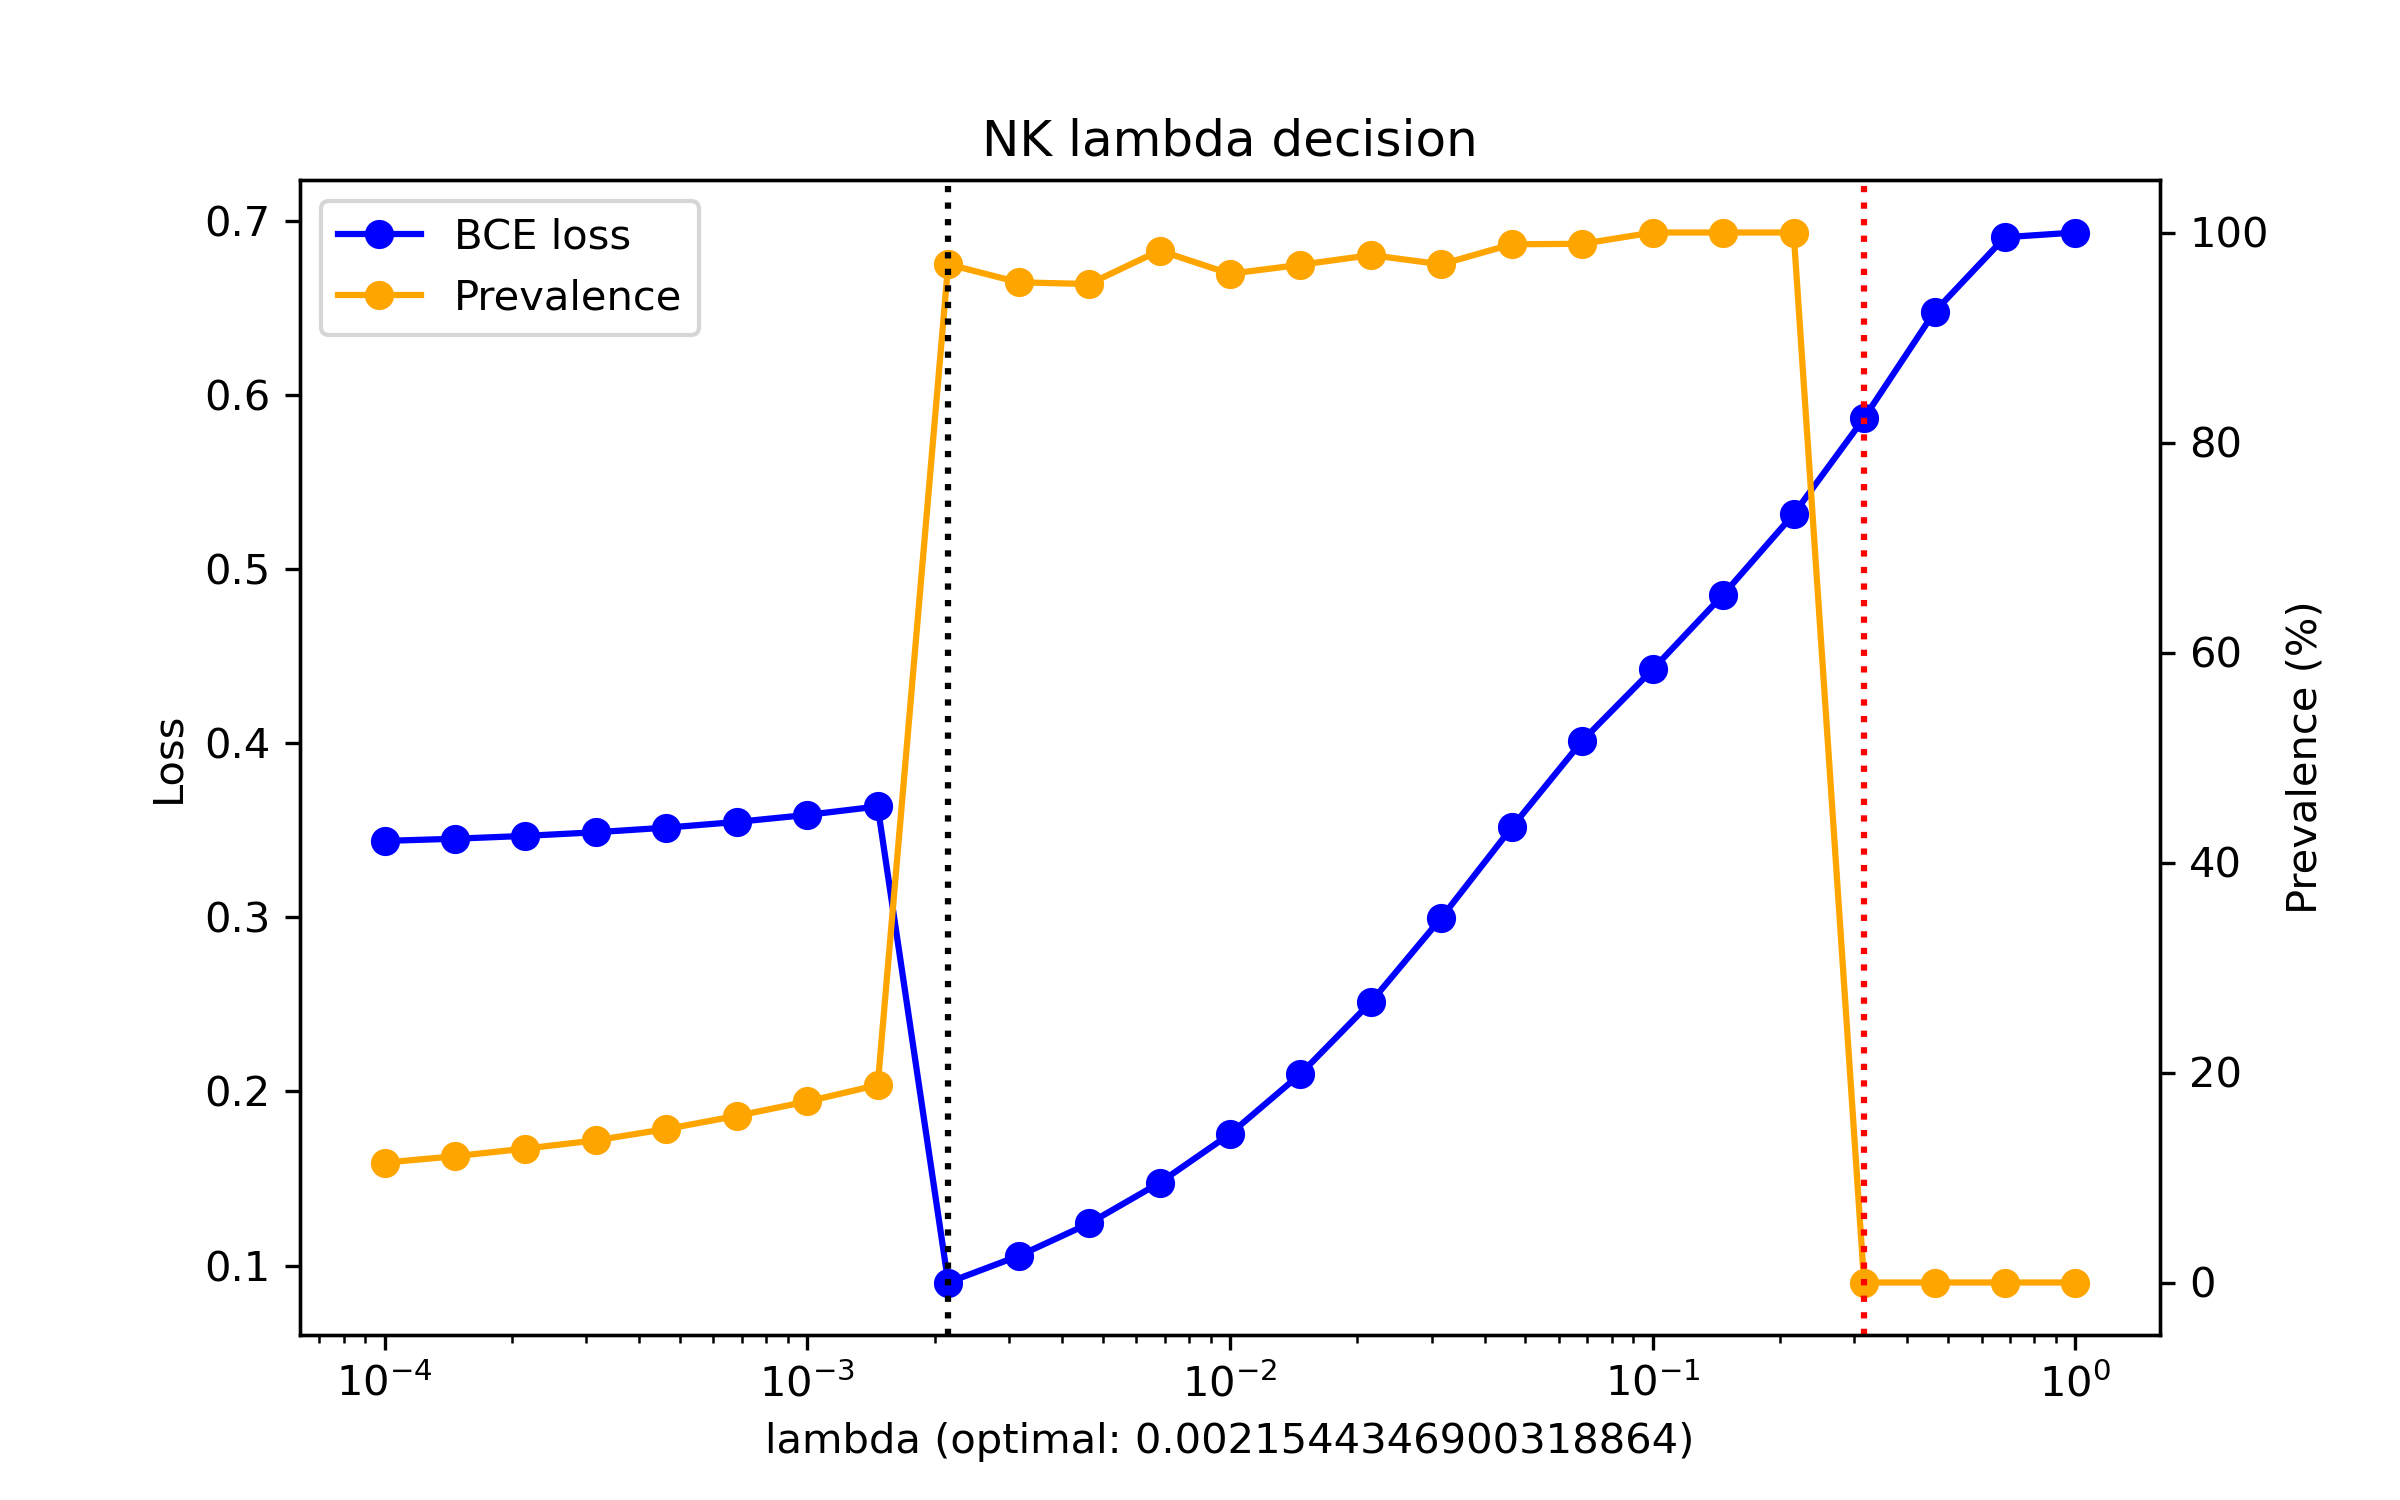 NK lambda decision
BCE loss
Prevalence
0.7
0.6
0.5
0.4
0.3
0.2
0.1
Loss
100
80
60
40
20
0
Prevalence (%)
10⁻⁴ 10⁻³ 10⁻² 10⁻¹ 10⁰
lambda (optimal: 0.0021544346900318864)